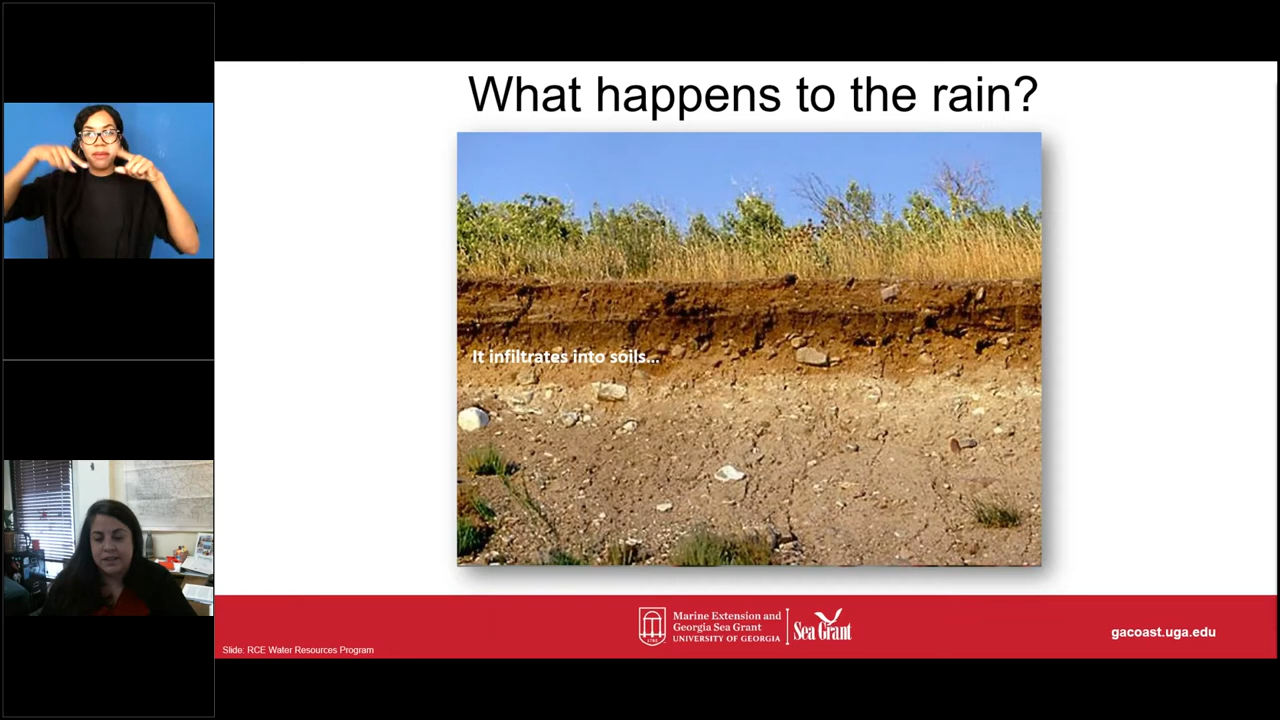 What happens to the rain?
It infiltrates into soils...
Marine Extension and
Georgia Sea Grant
UNIVERSITY OF GEORGIA
1785
Sea Grant
gacoast.uga.edu
Slide: RCE Water Resources Program